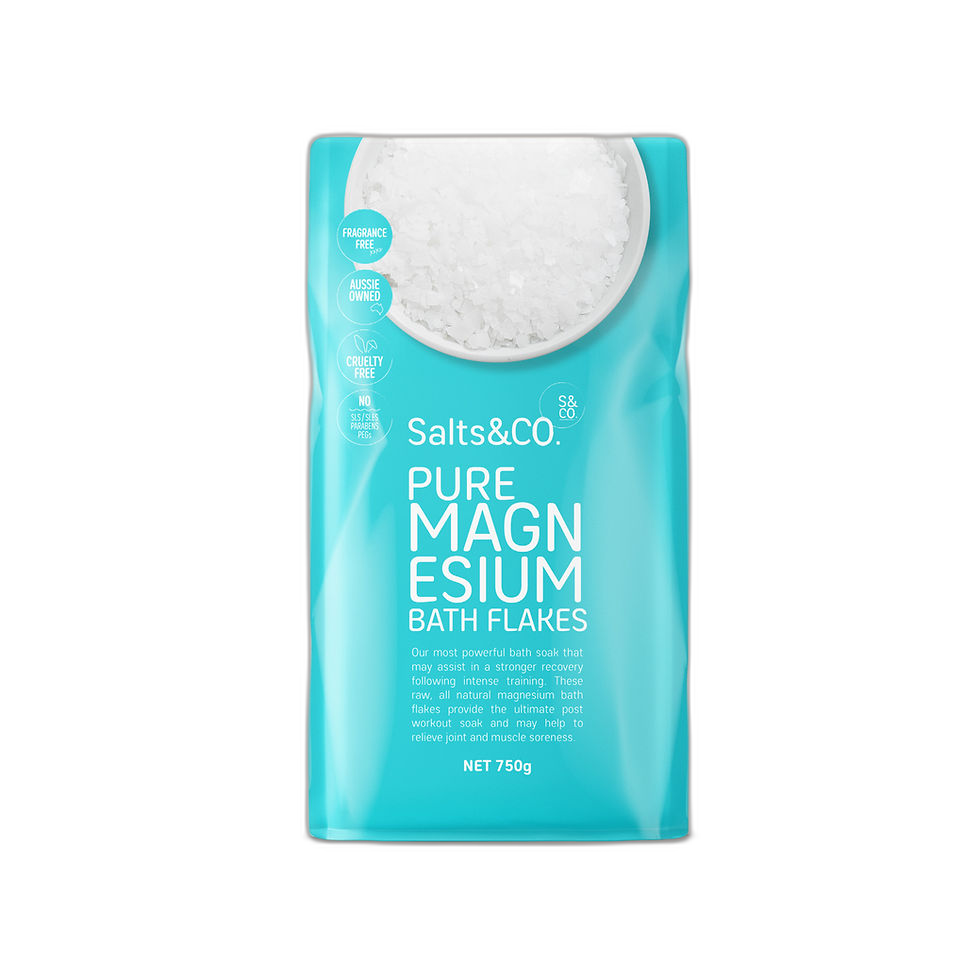 FRAGRANCE
FREE
AUSSIE
OWNED
CRUELTY
FREE
NO
SLS/SLES
PARABENS
PEGs
S&
CO.
Salts&CO.
PURE
MAGN
ESIUM
BATH FLAKES
Our most powerful bath soak that
may assist in a stronger recovery
following intense training. These
raw, all natural magnesium bath
flakes provide the ultimate post
workout soak and may help to
relieve joint and muscle soreness.
NET 750g